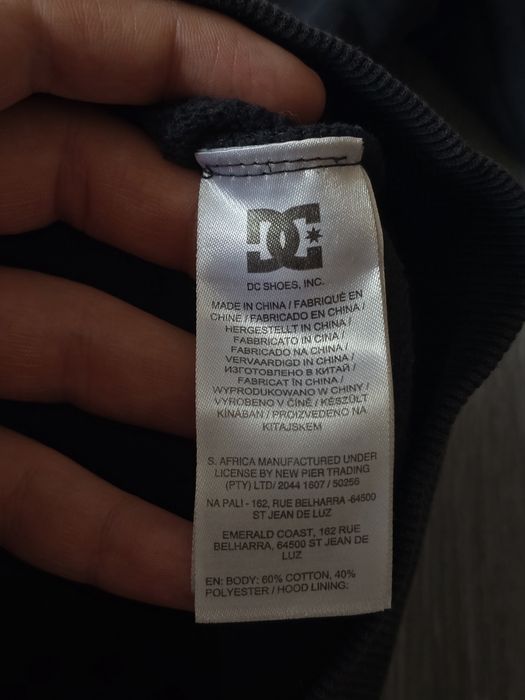 DC
DC SHOES, INC.
MADE IN CHINA / FABRIQUÉ EN
CHINE / FABRICADO EN CHINA /
HERGESTELLT IN CHINA /
FABBRICATO IN CINA /
FABRICADO NA CHINA /
VERVAARDIGD IN CHINA /
ИЗГОТОВЛЕНО В КИТАЙ /
FABRICAT ÎN CHINA /
WYPRODUKOWANO W CHINY /
VYROBENO V ČÍNĚ / KÉSZÜLT
KÍNÁBAN / PROIZVEDENO NA
KITAJSKEM
S. AFRICA MANUFACTURED UNDER
LICENSE BY NEW PIER TRADING
(PTY) LTD/ 2044 1607 / 50256
NA PALI - 162, RUE BELHARRA -64500
ST JEAN DE LUZ
EMERALD COAST, 162 RUE
BELHARRA, 64500 ST JEAN DE
LUZ
EN: BODY: 60% COTTON, 40%
POLYESTER / HOOD LINING: